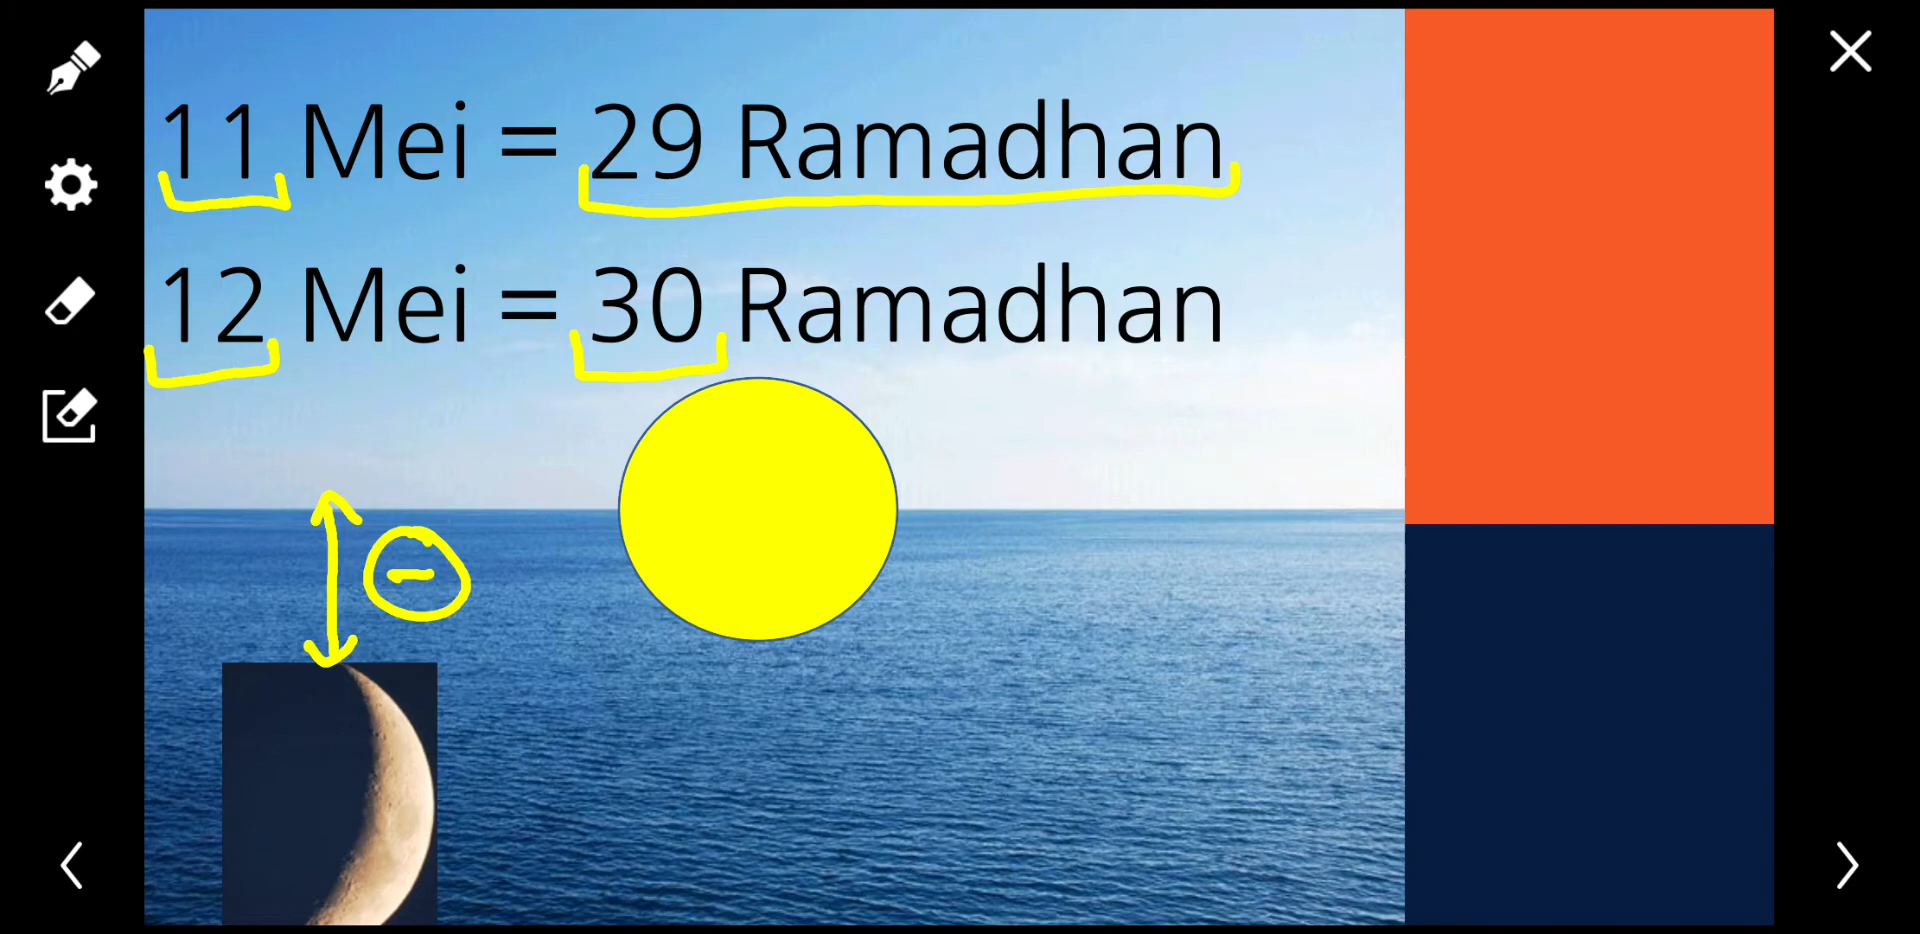 11 Mei = 29 Ramadhan
12 Mei = 30 Ramadhan
−